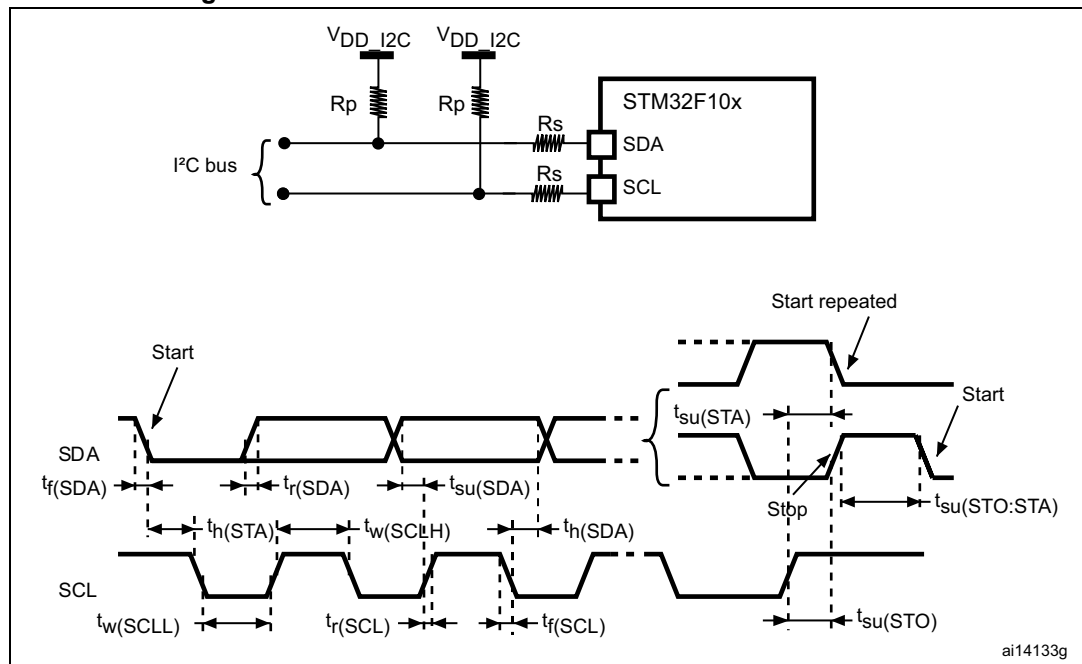 VDD_I2C VDD_I2C
Rp Rp
STM32F10x
Rs
SDA
I²C bus
Rs
SCL
Start repeated
Start
Start
tsu(STA)
SDA
tf(SDA) tr(SDA) tsu(SDA)
Stop tsu(STO:STA)
th(STA) tw(SCLH) th(SDA)
SCL
tw(SCLL) tr(SCL) tf(SCL) tsu(STO)
ai14133g